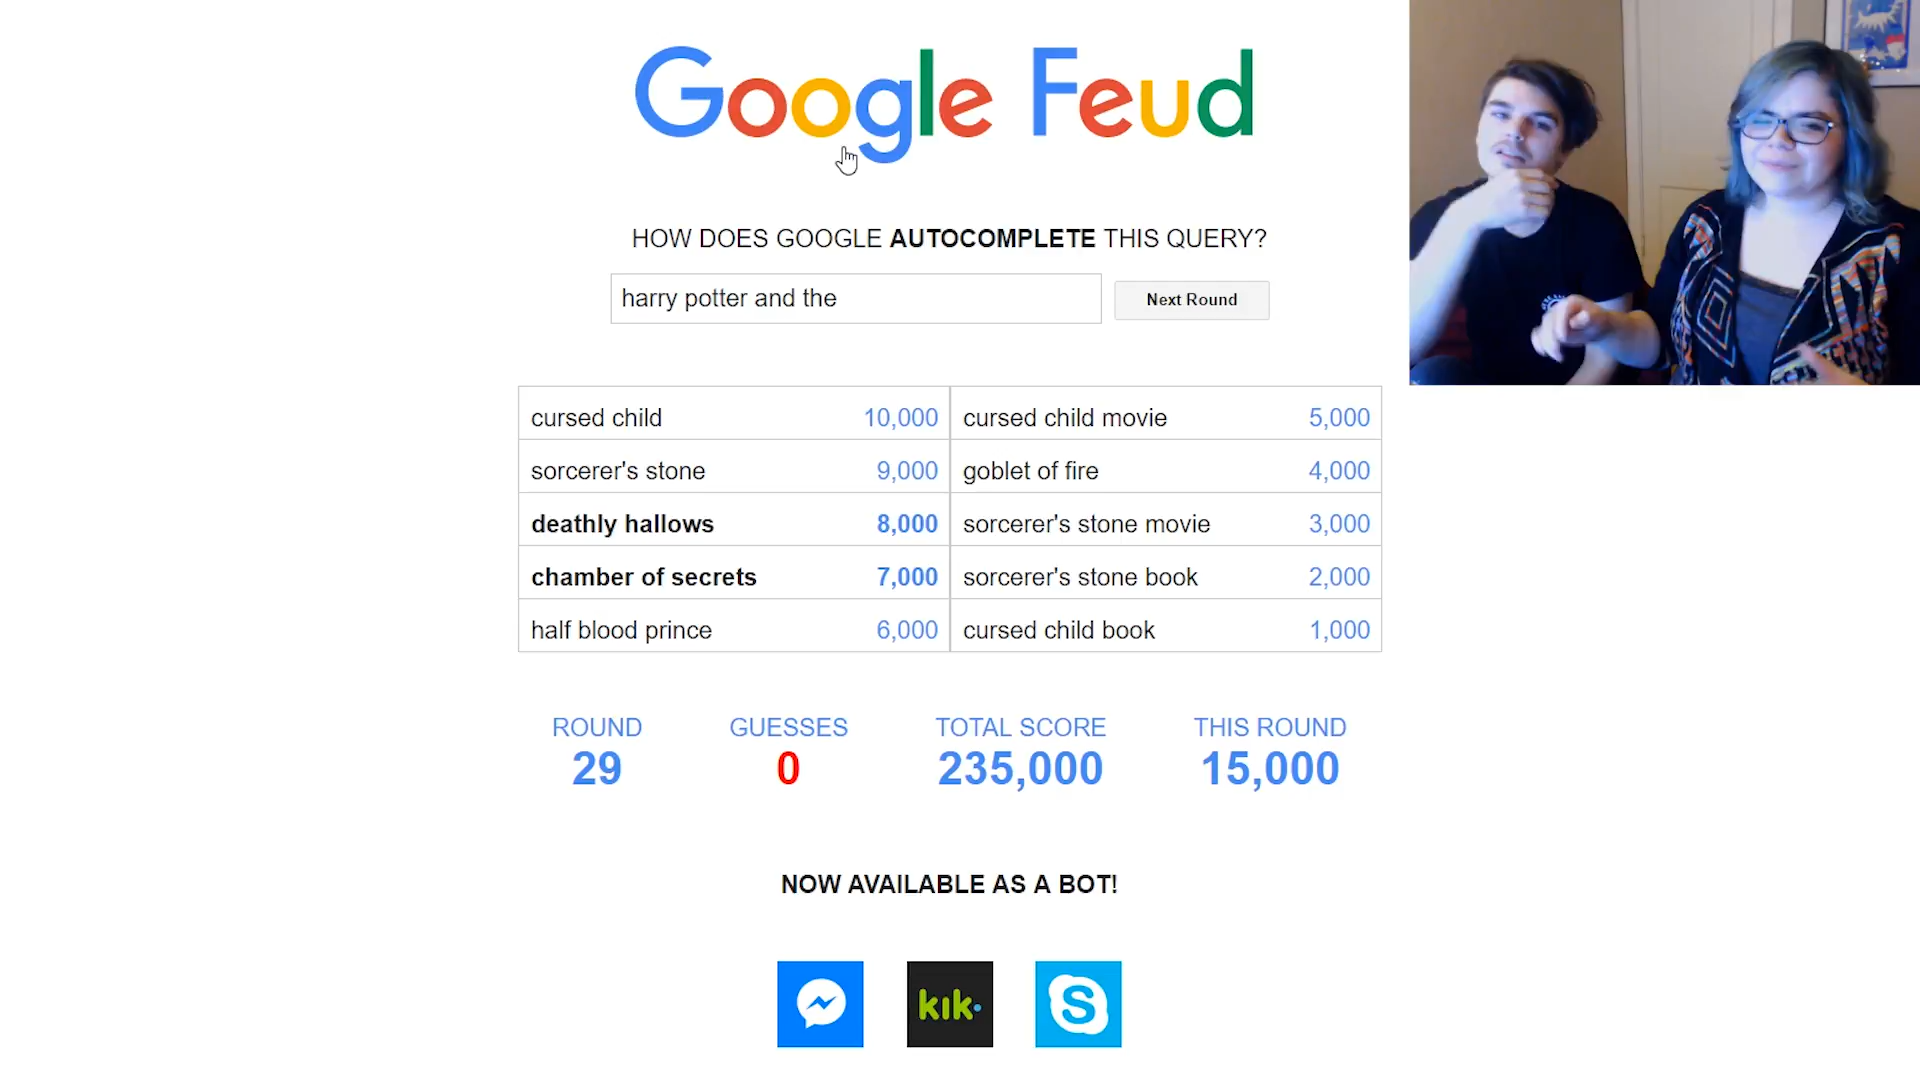 Google Feud
HOW DOES GOOGLE AUTOCOMPLETE THIS QUERY?
harry potter and the
Next Round
cursed child 10,000
sorcerer's stone 9,000
deathly hallows 8,000
chamber of secrets 7,000
half blood prince 6,000
cursed child movie 5,000
goblet of fire 4,000
sorcerer's stone movie 3,000
sorcerer's stone book 2,000
cursed child book 1,000
ROUND
29
GUESSES
0
TOTAL SCORE
235,000
THIS ROUND
15,000
NOW AVAILABLE AS A BOT!
kik
S